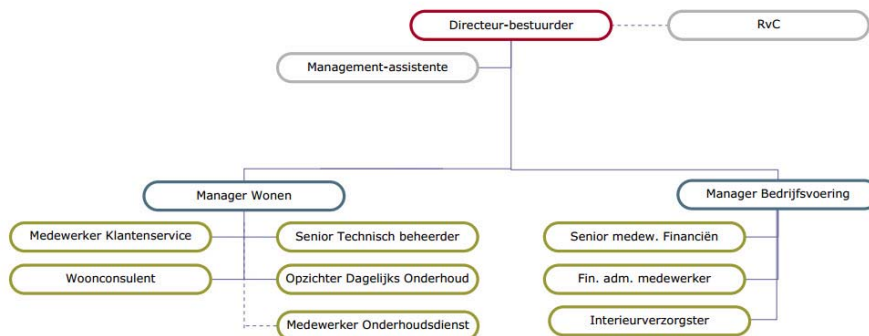 Directeur-bestuurder
RvC
Management-assistente
Manager Wonen
Manager Bedrijfsvoering
Medewerker Klantenservice
Senior Technisch beheerder
Senior medew. Financiën
Woonconsulent
Opzichter Dagelijks Onderhoud
Fin. adm. medewerker
Medewerker Onderhoudsdienst
Interieurverzorgster